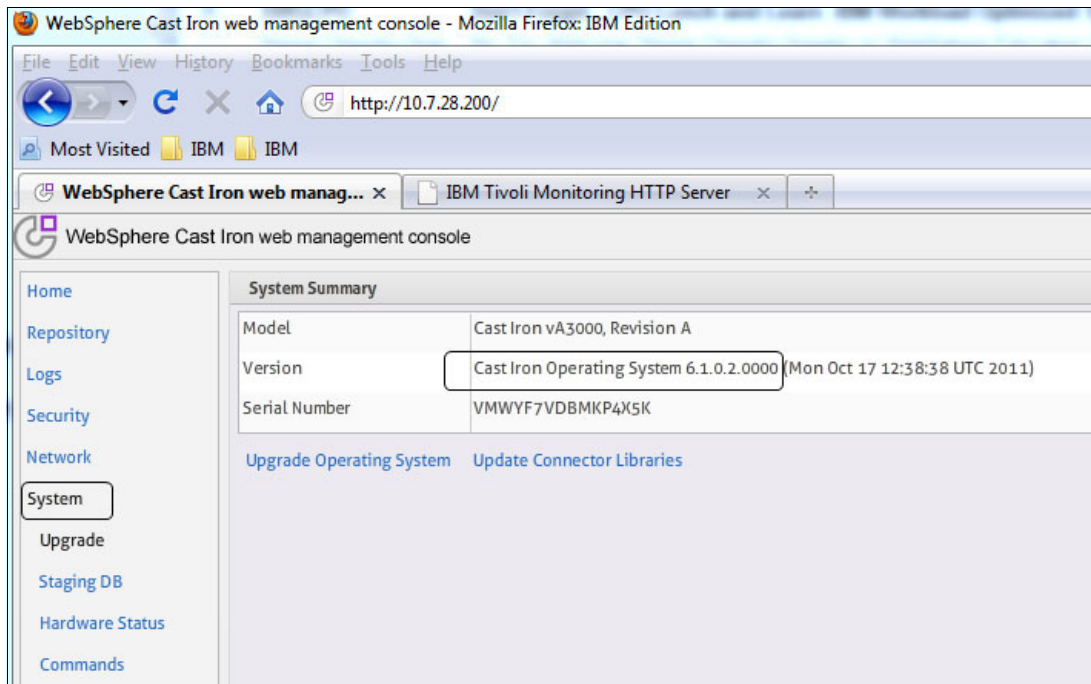 WebSphere Cast Iron web management console - Mozilla Firefox: IBM Edition
File Edit View History Bookmarks Tools Help
http://10.7.28.200/
Most Visited IBM IBM
WebSphere Cast Iron web manag... IBM Tivoli Monitoring HTTP Server
WebSphere Cast Iron web management console
Home
Repository
Logs
Security
Network
System
Upgrade
Staging DB
Hardware Status
Commands
System Summary
Model Cast Iron vA3000, Revision A
Version Cast Iron Operating System 6.1.0.2.0000 (Mon Oct 17 12:38:38 UTC 2011)
Serial Number VMWYF7VDBMKP4X5K
Upgrade Operating System Update Connector Libraries